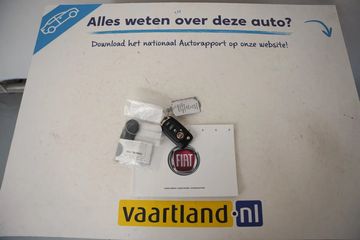 Alles weten over deze auto?
Download het nationaal Autorapport op onze website!
FIAT
vaartland.nl